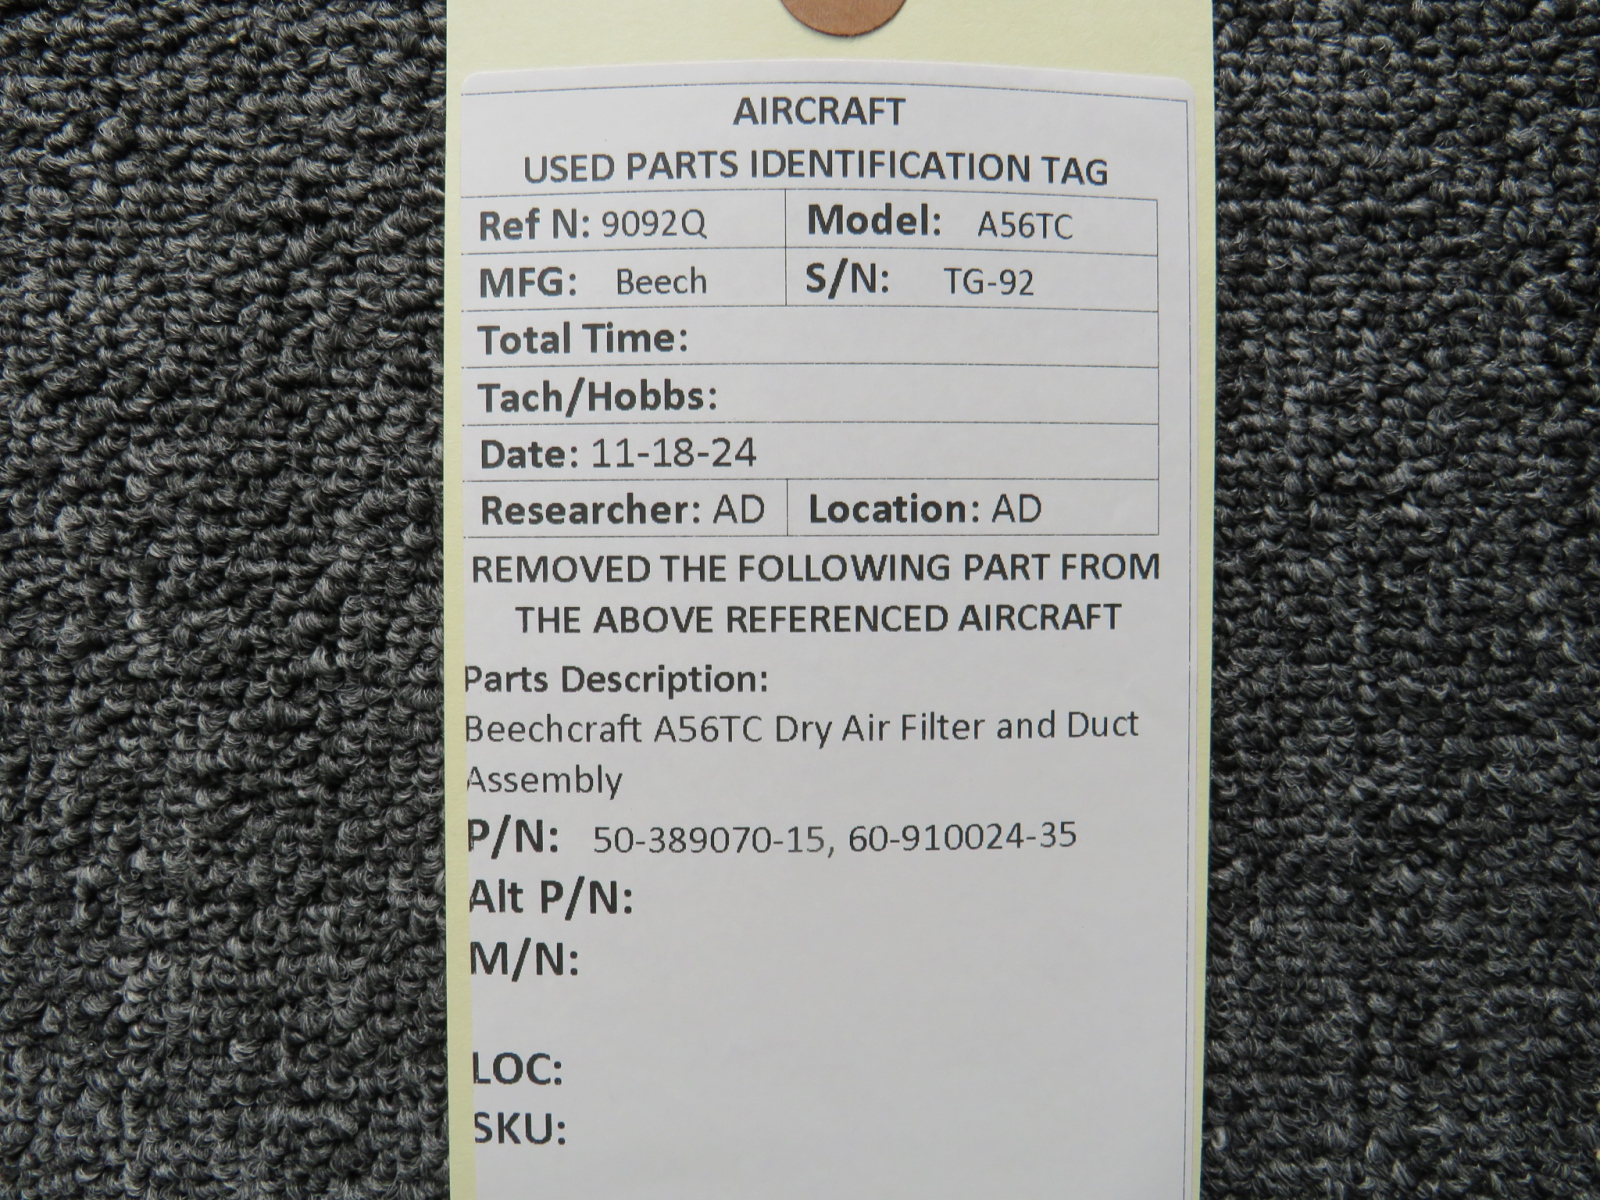 AIRCRAFT
USED PARTS IDENTIFICATION TAG
Ref N: 9092Q Model: A56TC
MFG: Beech S/N: TG-92
Total Time:
Tach/Hobbs:
Date: 11-18-24
Researcher: AD Location: AD
REMOVED THE FOLLOWING PART FROM
THE ABOVE REFERENCED AIRCRAFT
Parts Description:
Beechcraft A56TC Dry Air Filter and Duct
Assembly
P/N: 50-389070-15, 60-910024-35
Alt P/N:
M/N:
LOC:
SKU: